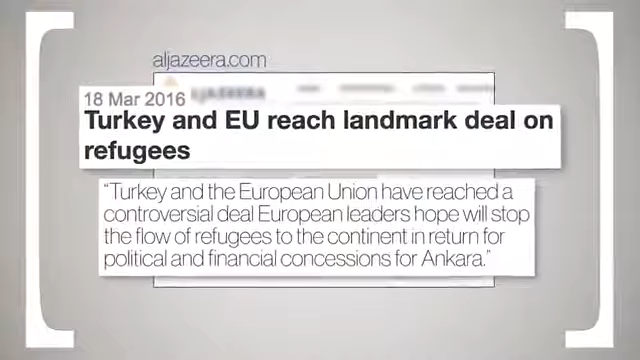 aljazeera.com
18 Mar 2016
Turkey and EU reach landmark deal on
refugees
“Turkey and the European Union have reached a
controversial deal European leaders hope will stop
the flow of refugees to the continent in return for
political and financial concessions for Ankara.”